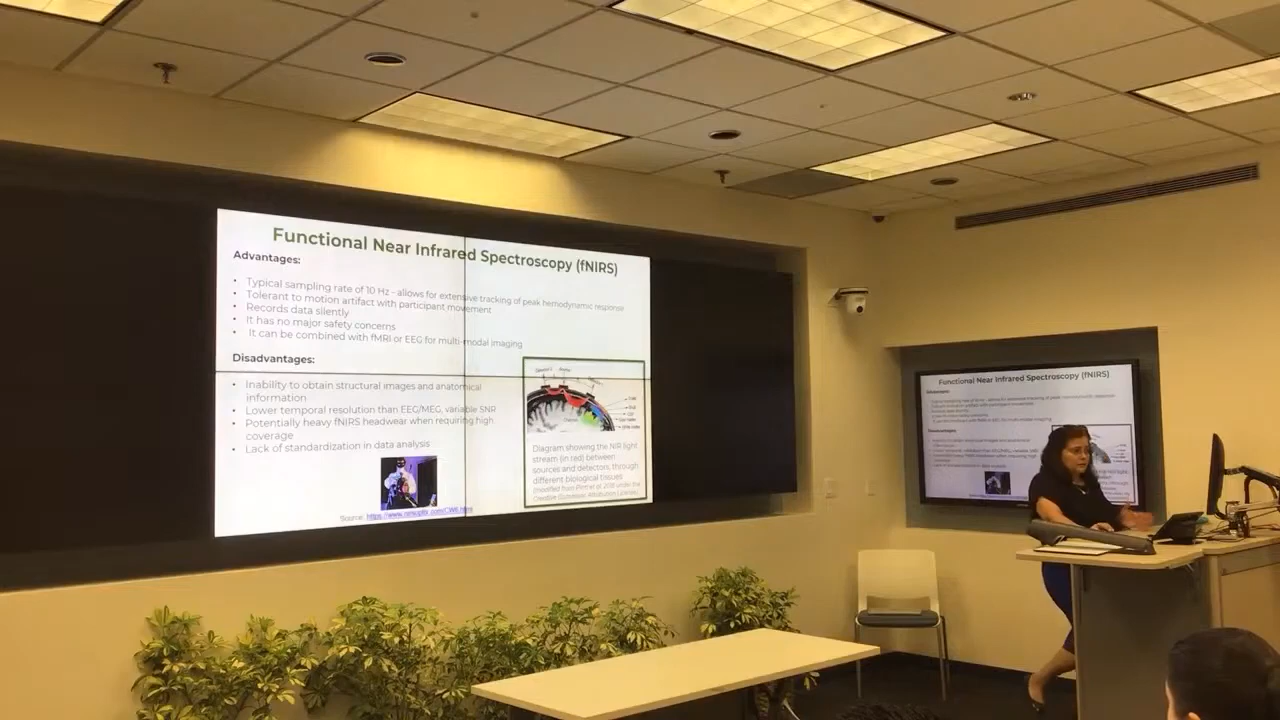 Functional Near Infrared Spectroscopy (fNIRS)
Advantages:
• Typical sampling rate of 10 Hz - allows for extensive tracking of peak hemodynamic response
• Tolerant to motion artifact with participant movement
• Records data silently
• It has no major safety concerns
• It can be combined with fMRI or EEG for multi-modal imaging
Disadvantages:
• Inability to obtain structural images and anatomical
information
• Lower temporal resolution than EEG/MEG, variable SNR
• Potentially heavy fNIRS headwear when requiring high
coverage
• Lack of standardization in data analysis
Diagram showing the NIR light
stream (in red) between
sources and detectors, through
different biological tissues
Creative Commons Attribution License)
Source:
Functional Near Infrared Spectroscopy (fNIRS)